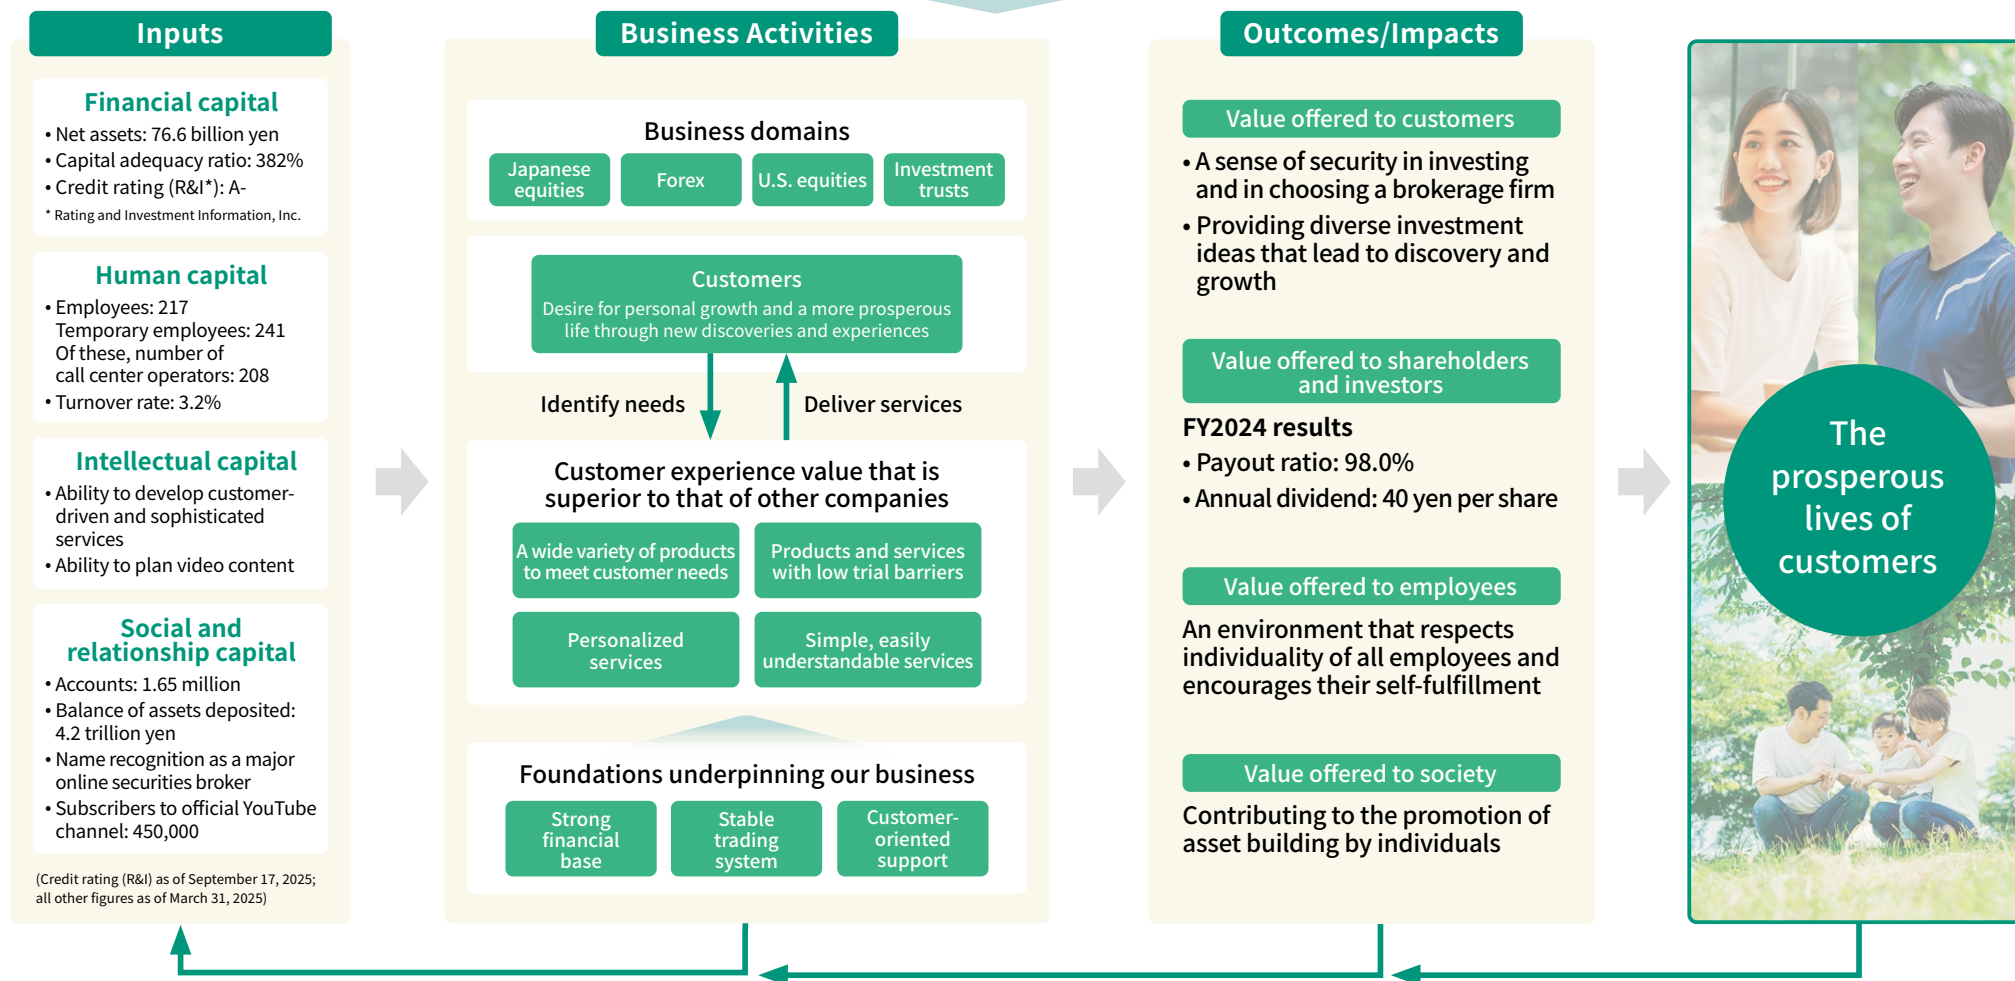 Inputs
Financial capital
• Net assets: 76.6 billion yen
• Capital adequacy ratio: 382%
• Credit rating (R&I*): A-
* Rating and Investment Information, Inc.
Human capital
• Employees: 217
Temporary employees: 241
Of these, number of
call center operators: 208
• Turnover rate: 3.2%
Intellectual capital
• Ability to develop customer-
driven and sophisticated
services
• Ability to plan video content
Social and
relationship capital
• Accounts: 1.65 million
• Balance of assets deposited:
4.2 trillion yen
• Name recognition as a major
online securities broker
• Subscribers to official YouTube
channel: 450,000
(Credit rating (R&I) as of September 17, 2025;
all other figures as of March 31, 2025)
Business Activities
Business domains
Japanese
equities
Forex
U.S. equities
Investment
trusts
Customers
Desire for personal growth and a more prosperous
life through new discoveries and experiences
Identify needs
Deliver services
Customer experience value that is
superior to that of other companies
A wide variety of products
to meet customer needs
Products and services
with low trial barriers
Personalized
services
Simple, easily
understandable services
Foundations underpinning our business
Strong
financial
base
Stable
trading
system
Customer-
oriented
support
Outcomes/Impacts
Value offered to customers
• A sense of security in investing
and in choosing a brokerage firm
• Providing diverse investment
ideas that lead to discovery and
growth
Value offered to shareholders
and investors
FY2024 results
• Payout ratio: 98.0%
• Annual dividend: 40 yen per share
Value offered to employees
An environment that respects
individuality of all employees and
encourages their self-fulfillment
Value offered to society
Contributing to the promotion of
asset building by individuals
The
prosperous
lives of
customers